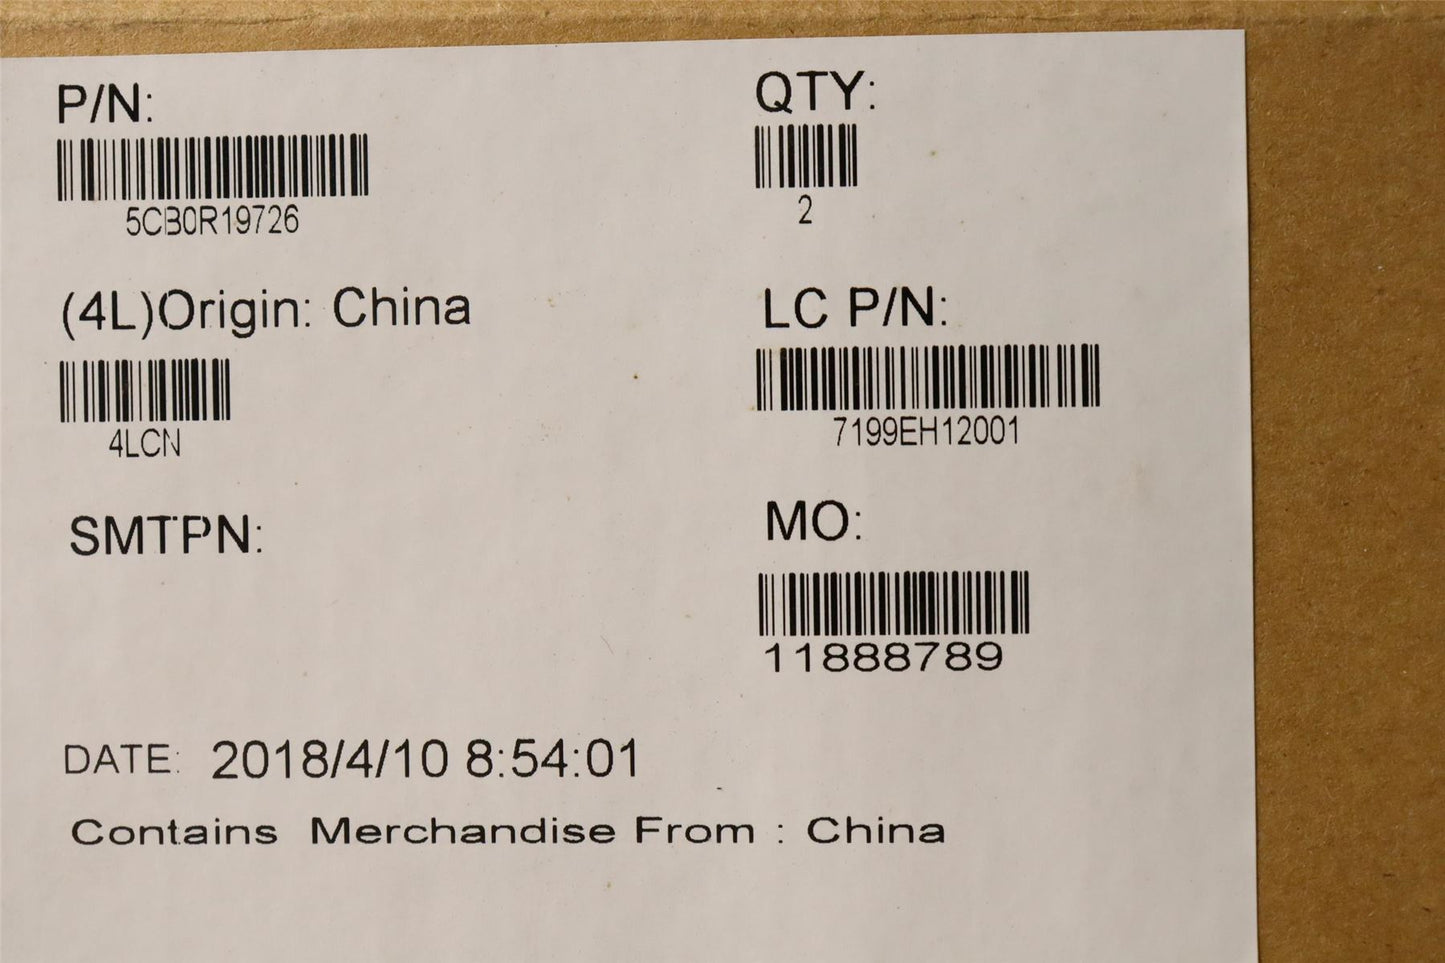 P/N:
5CB0R19726
QTY:
2
(4L)Origin: China
4LCN
LC P/N:
7199EH12001
SMTPN:
MO:
11888789
DATE: 2018/4/10 8:54:01
Contains Merchandise From : China